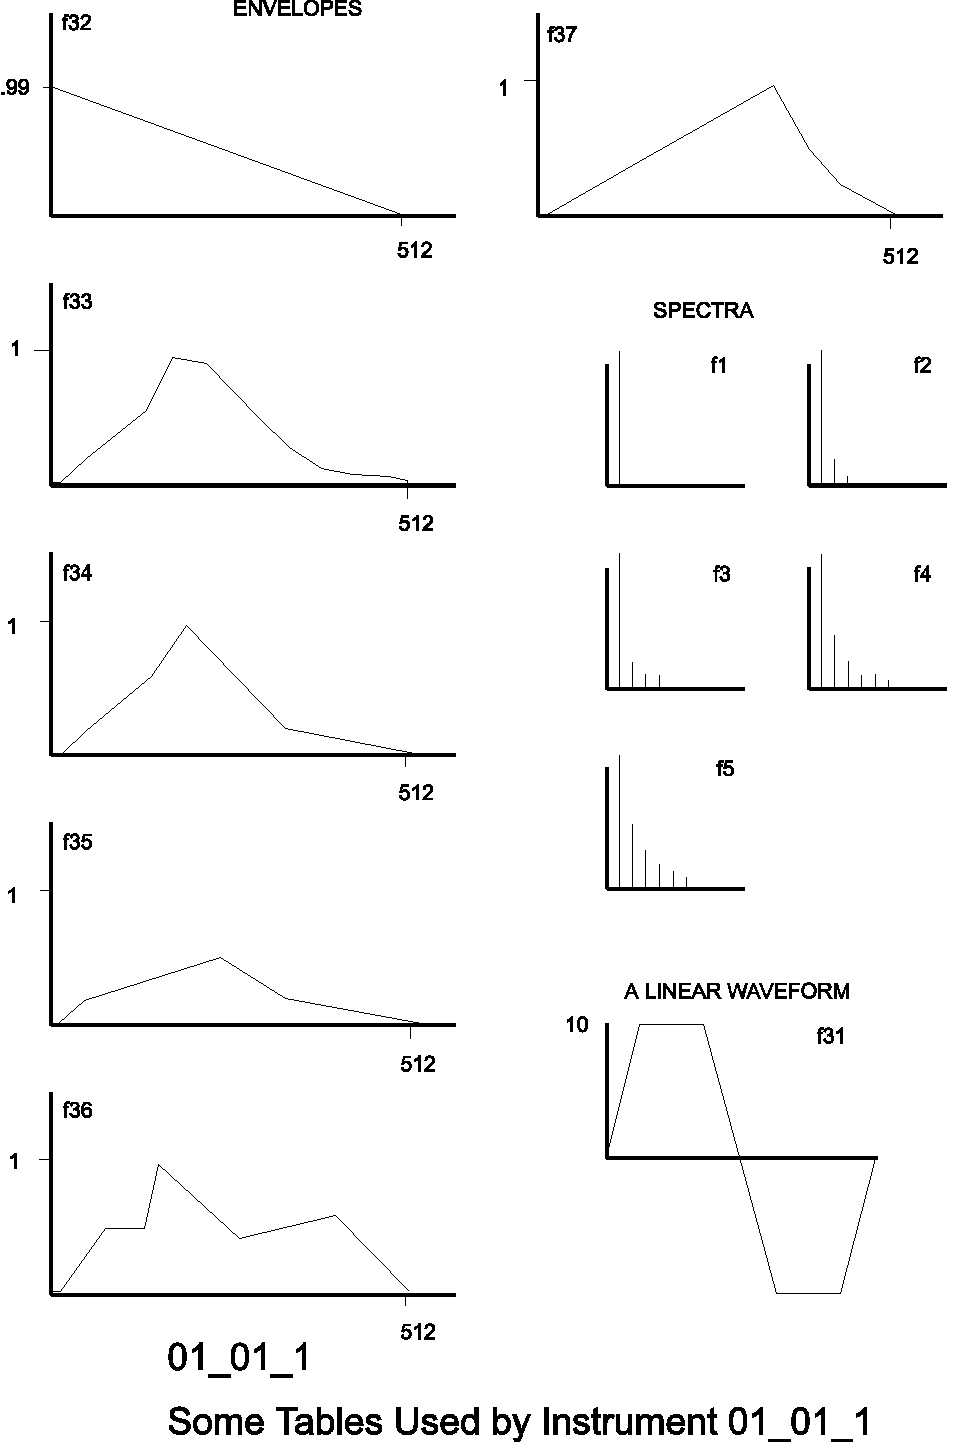 ENVELOPES
f32
.99
512
f37
1
512
f33
1
512
f34
1
512
f35
1
512
f36
1
512
SPECTRA
f1
f2
f3
f4
f5
A LINEAR WAVEFORM
10
f31
01_01_1
Some Tables Used by Instrument 01_01_1